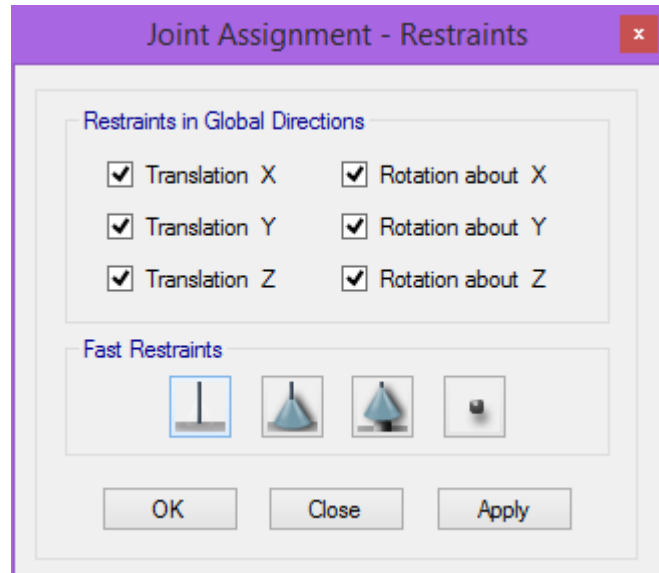 Joint Assignment - Restraints
x
Restraints in Global Directions
Translation X Rotation about X
Translation Y Rotation about Y
Translation Z Rotation about Z
Fast Restraints
OK Close Apply